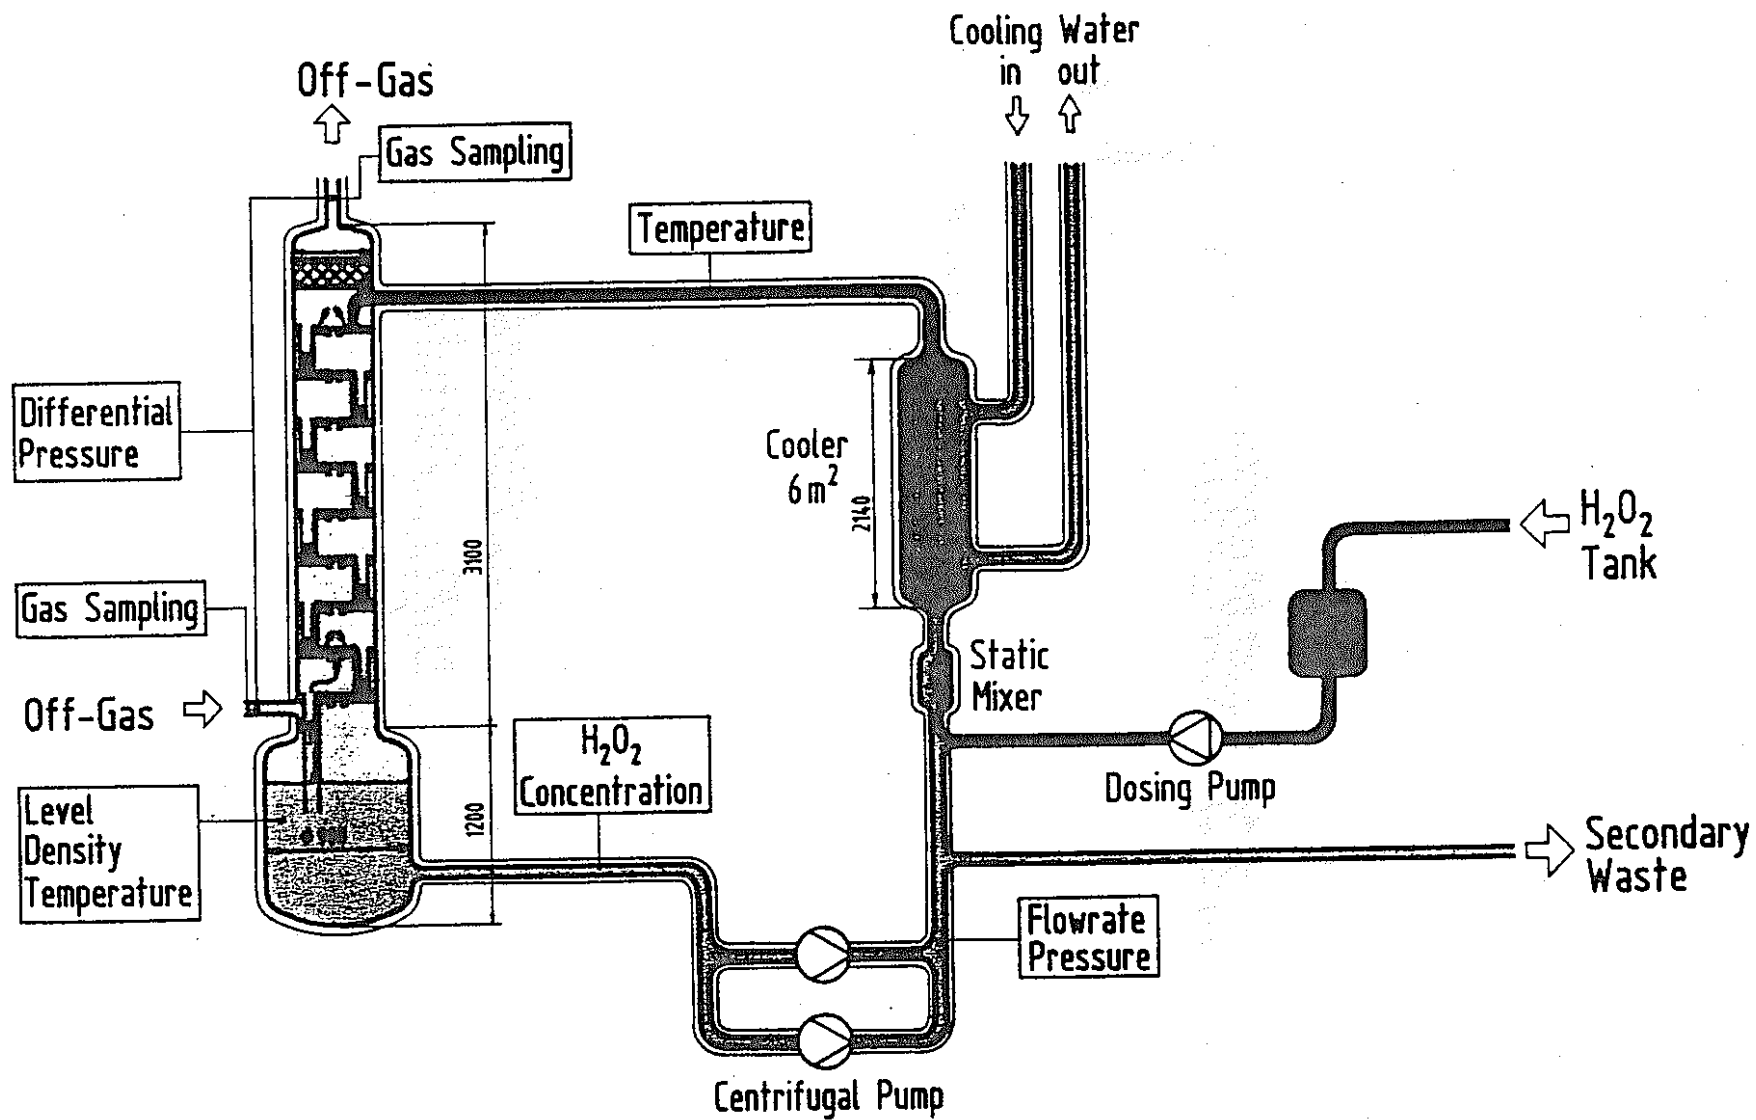 Cooling Water
in out
Off-Gas
Gas Sampling
Temperature
Differential
Pressure
Cooler
6 m²
2140
3100
H₂O₂
Tank
Gas Sampling
Static
Mixer
Off-Gas
H₂O₂
Concentration
Dosing Pump
Level
Density
Temperature
1200
Secondary
Waste
Flowrate
Pressure
Centrifugal Pump